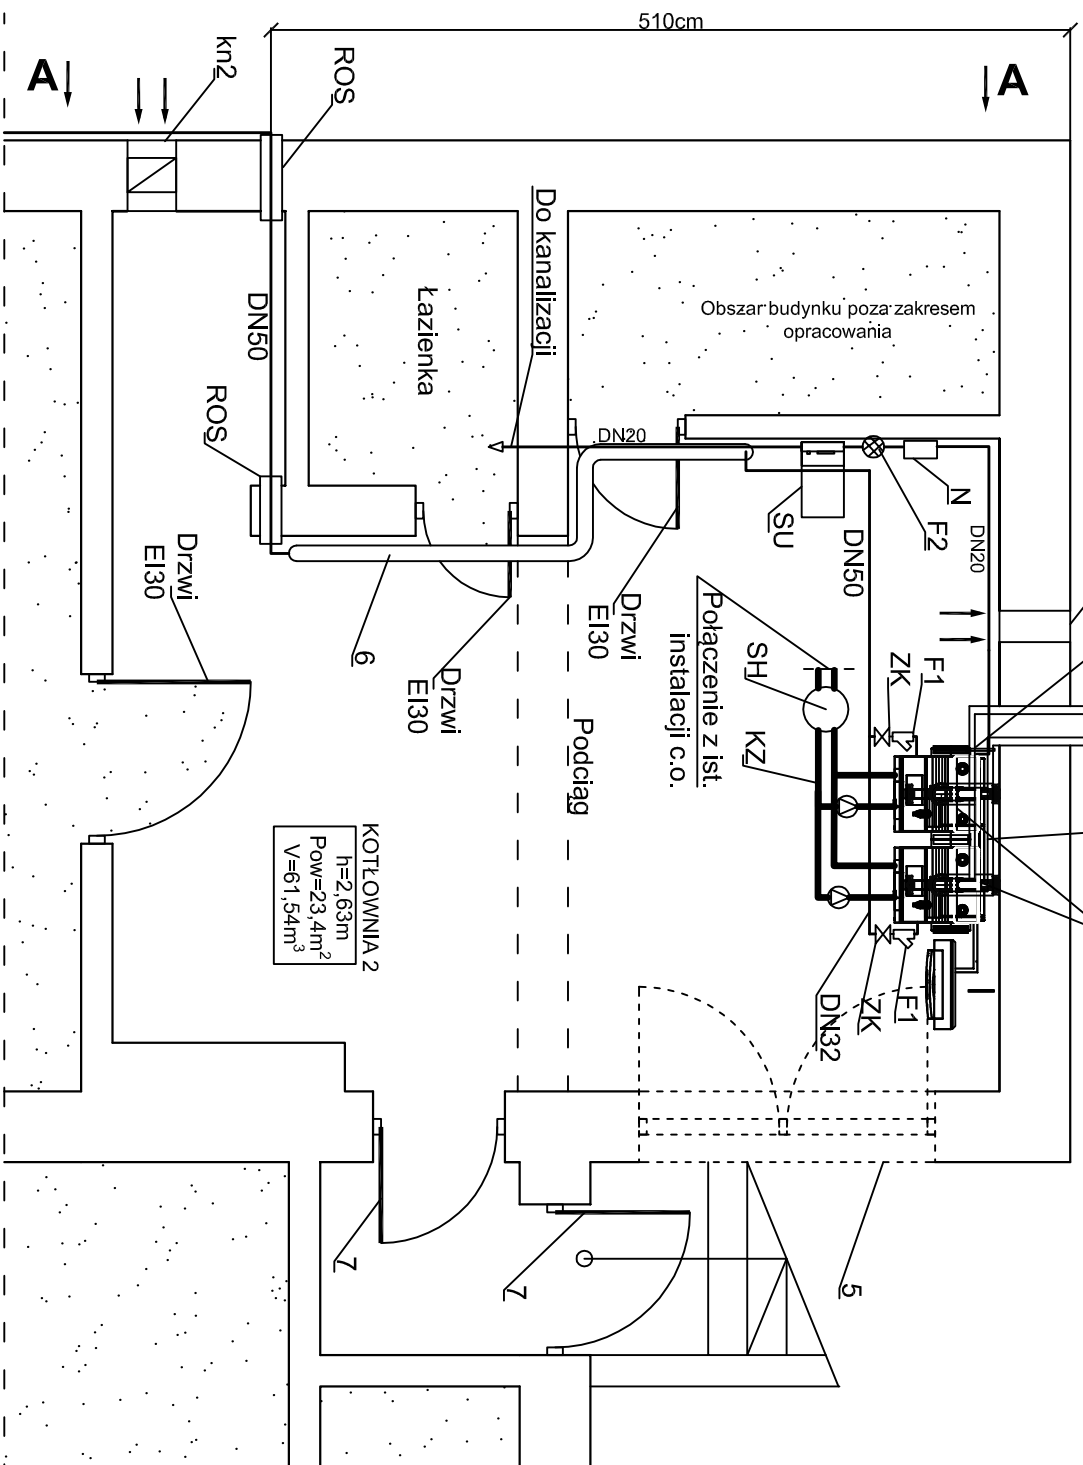 510cm
A
kn2
ROS
A
Do kanalizacji
Łazienka
DN50
Obszar budynku poza zakresem
opracowania
ROS
DN20
N
F2
SU
DN50
DN20
Drzwi
EI30
6
Drzwi
EI30
Drzwi
EI30
Połączenie z ist.
instalacji c.o.
SH
KZ
ZK
F1
Podciąg
KOTŁOWNIA 2
h=2,63m
Pow=23,4m²
V=61,54m³
DN32
ZK
F1
I
7
7
5